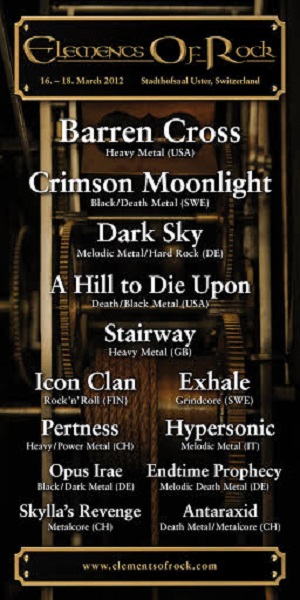 Elements Of Rock
16. – 18. March 2012 Stadthofsaal Uster, Switzerland
Barren Cross
Heavy Metal (USA)
Crimson Moonlight
Black/Death Metal (SWE)
Dark Sky
Melodic Metal/Hard Rock (DE)
A Hill to Die Upon
Death/Black Metal (USA)
Stairway
Heavy Metal (GB)
Icon Clan Exhale
Rock'n'Roll (FIN) Grindcore (SWE)
Pertness Hypersonic
Heavy/Power Metal (CH) Melodic Metal (IT)
Opus Irae Endtime Prophecy
Black/Dark Metal (DE) Melodic Death Metal (DE)
Skylla's Revenge Antaraxid
Metalcore (CH) Death Metal/Metalcore (CH)
www.elementsofrock.com